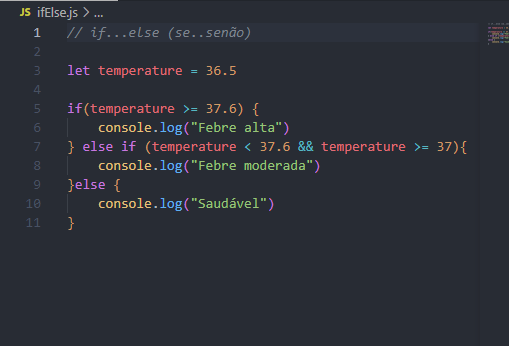 JS ifElse.js > ...
1 // if...else (se..senão)
2
3 let temperature = 36.5
4
5 if(temperature >= 37.6) {
6 console.log("Febre alta")
7 } else if (temperature < 37.6 && temperature >= 37){
8 console.log("Febre moderada")
9 }else {
10 console.log("Saudável")
11 }